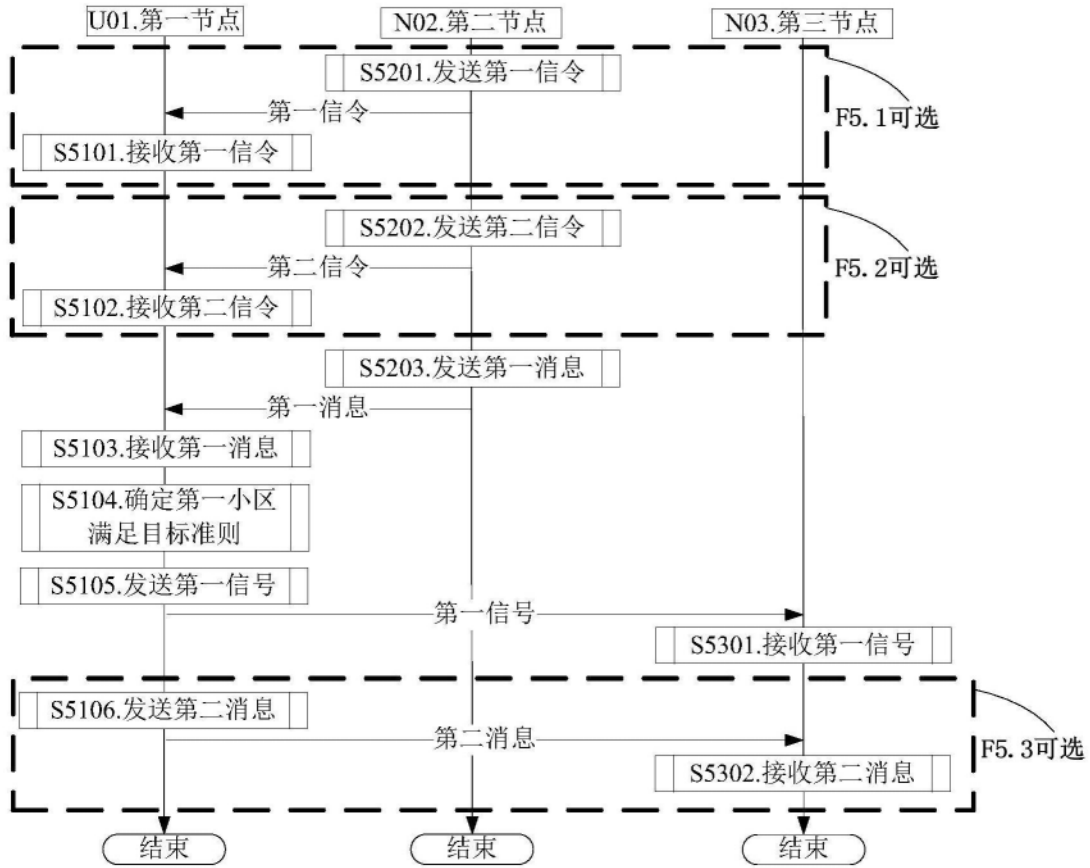 U01.第一节点
N02.第二节点
N03.第三节点
S5201.发送第一信令
第一信令
F5.1可选
S5101.接收第一信令
S5202.发送第二信令
第二信令
F5.2可选
S5102.接收第二信令
S5203.发送第一消息
第一消息
S5103.接收第一消息
S5104.确定第一小区
满足目标准则
S5105.发送第一信号
第一信号
S5301.接收第一信号
S5106.发送第二消息
第二消息
F5.3可选
S5302.接收第二消息
结束
结束
结束